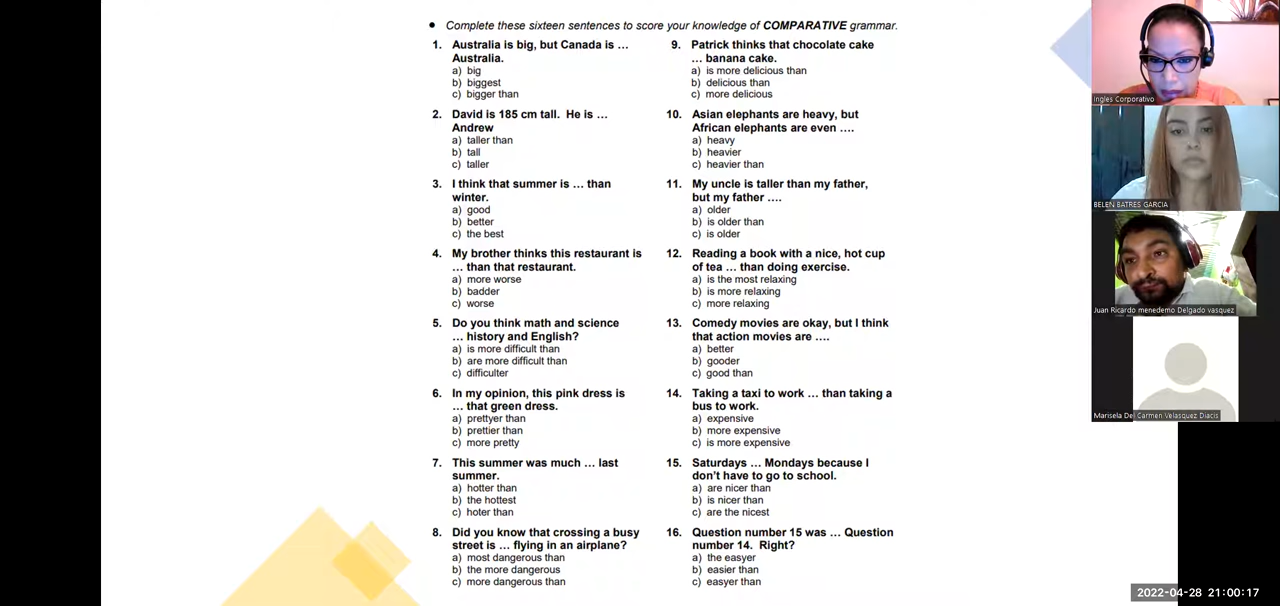 Complete these sixteen sentences to score your knowledge of COMPARATIVE grammar.
1. Australia is big, but Canada is …
Australia.
a) big
b) biggest
c) bigger than
2. David is 185 cm tall. He is …
Andrew
a) taller than
b) tall
c) taller
3. I think that summer is … than
winter.
a) good
b) better
c) the best
4. My brother thinks this restaurant is
… than that restaurant.
a) more worse
b) badder
c) worse
5. Do you think math and science
… history and English?
a) is more difficult than
b) are more difficult than
c) difficulter
6. In my opinion, this pink dress is
… that green dress.
a) prettyer than
b) prettier than
c) more pretty
7. This summer was much … last
summer.
a) hotter than
b) the hottest
c) hoter than
8. Did you know that crossing a busy
street is … flying in an airplane?
a) most dangerous than
b) the more dangerous
c) more dangerous than
9. Patrick thinks that chocolate cake
… banana cake.
a) is more delicious than
b) delicious than
c) more delicious
10. Asian elephants are heavy, but
African elephants are even ….
a) heavy
b) heavier
c) heavier than
11. My uncle is taller than my father,
but my father ….
a) older
b) is older than
c) is older
12. Reading a book with a nice, hot cup
of tea … than doing exercise.
a) is the most relaxing
b) is more relaxing
c) more relaxing
13. Comedy movies are okay, but I think
that action movies are ….
a) better
b) gooder
c) good than
14. Taking a taxi to work … than taking a
bus to work.
a) expensive
b) more expensive
c) is more expensive
15. Saturdays … Mondays because I
don't have to go to school.
a) are nicer than
b) is nicer than
c) are the nicest
16. Question number 15 was … Question
number 14. Right?
a) the easyer
b) easier than
c) easyer than
Ingles Corporativo
BELEN BATRES GARCIA
Juan Ricardo menedemo Delgado vasquez
Marisela Del Carmen Velasquez Diacis
2022-04-28 21:00:17